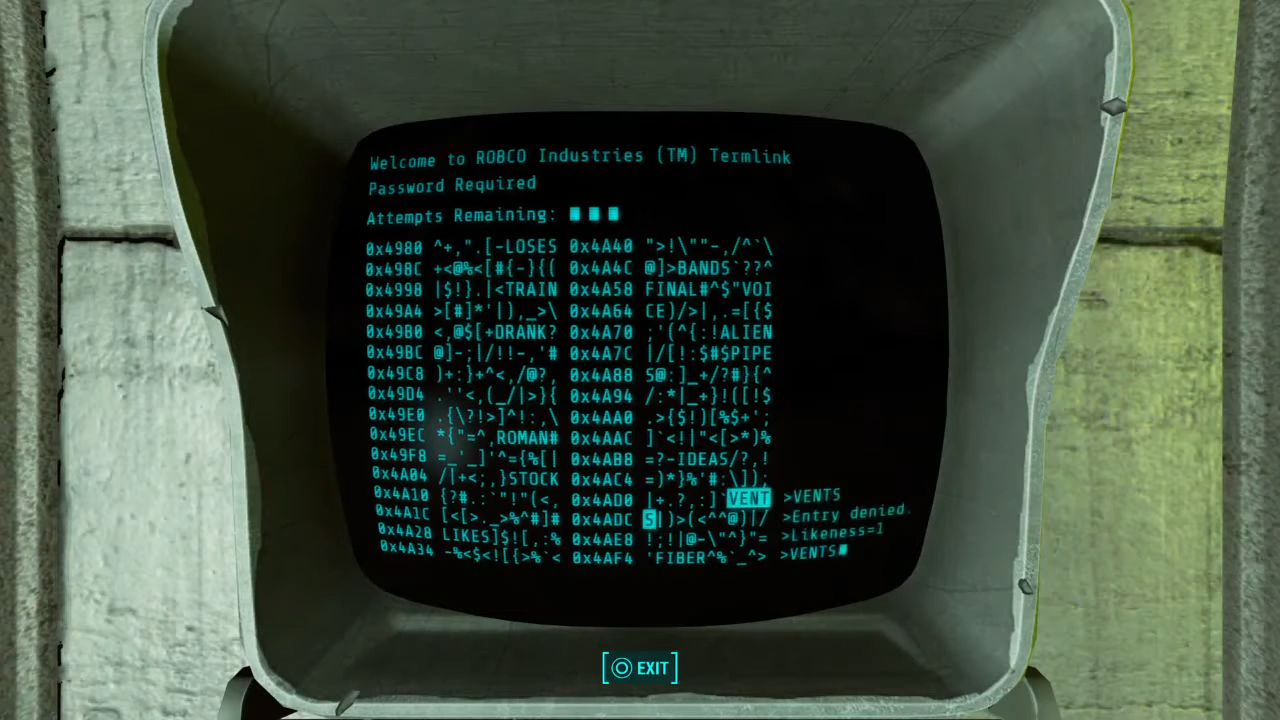 Welcome to ROBCO Industries (TM) Termlink
Password Required
Attempts Remaining: ■ ■ ■
0x4980 ^+,".[-LOSES 0x4A40 ">!\""-,/^`\
0x498C +<@%<[#{-}{( 0x4A4C @]>BANDS`??^
0x4998 |$!}.|<TRAIN 0x4A58 FINAL#^$"VOI
0x49A4 >[#]*'|),_>\ 0x4A64 CE)/>|,.=[{$
0x49B0 <,@$[+DRANK? 0x4A70 ;'(^{:!ALIEN
0x49BC @]-;|/!!-,'# 0x4A7C |/[!:$#$PIPE
0x49C8 )+:}+^<,/@?, 0x4A88 S@:]_+/?#}{^
0x49D4 .''<,(_/|>}{ 0x4A94 /:*|_+}!([!$
0x49E0 .{\?!>]^!:,\ 0x4AA0 .>{$!)[%$+';
0x49EC *{"=^,ROMAN# 0x4AAC ]`<!|"<[>*)%
0x49F8 =_'_]'^={%[| 0x4AB8 =?-IDEAS/?,!
0x4A04 /|+<;,}STOCK 0x4AC4 =)*}%'#:\]);
0x4A10 {?#.:`"!"(<, 0x4AD0 |+.?,:]`VENT >VENTS
0x4A1C [<[>._>%^#]# 0x4ADC S|)>(<^^@)|/ >Entry denied.
0x4A28 LIKES]$![,:% 0x4AE8 !;!|@-\"^}"= >Likeness=1
0x4A34 -%<$<![{>%`< 0x4AF4 'FIBER^%`_^> >VENTS■
EXIT